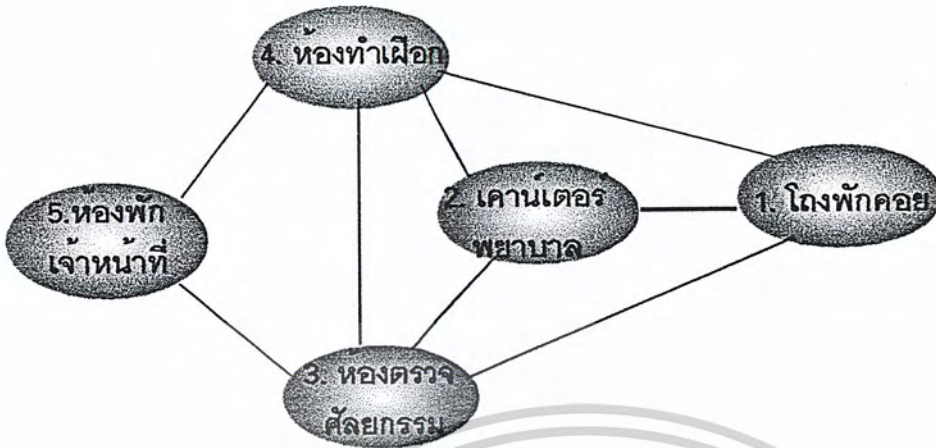 4. ห้องทำเฝือก
2. เคาน์เตอร์
พยาบาล
1. โถงพักคอย
5.ห้องพัก
เจ้าหน้าที่
3. ห้องตรวจ
ศัลยกรรม